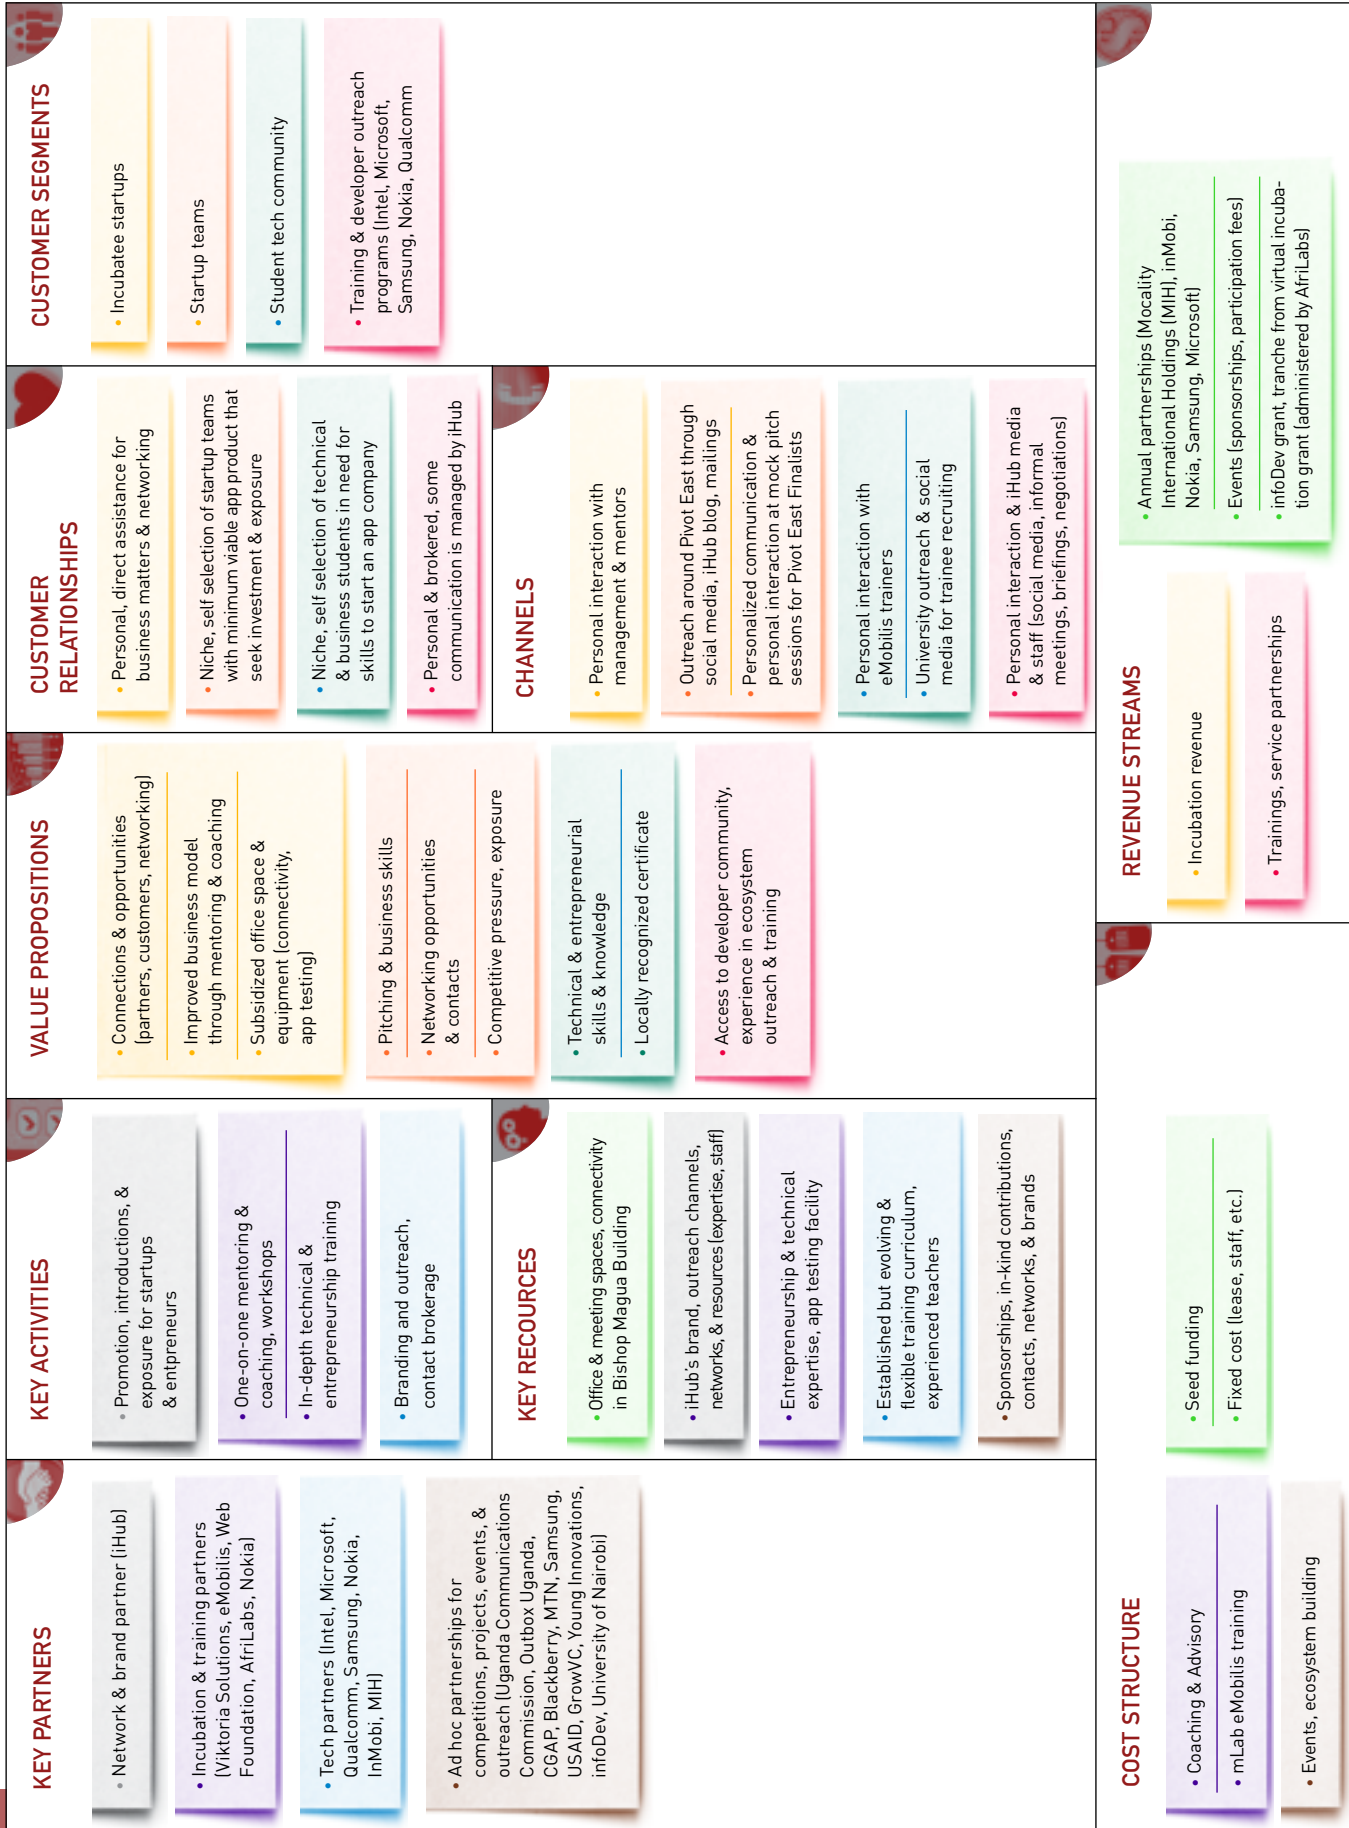 KEY PARTNERS
• Network & brand partner (iHub)
• Incubation & training partners
(Viktoria Solutions, eMobilis, Web
Foundation, AfriLabs, Nokia)
• Tech partners (Intel, Microsoft,
Qualcomm, Samsung, Nokia,
InMobi, MIH)
• Ad hoc partnerships for
competitions, projects, events, &
outreach (Uganda Communications
Commission, Outbox Uganda,
CGAP, Blackberry, MTN, Samsung,
USAID, GrowVC, Young Innovations,
infoDev, University of Nairobi)
KEY ACTIVITIES
• Promotion, introductions, &
exposure for startups
& entpreneurs
• One-on-one mentoring &
coaching, workshops
• In-depth technical &
entrepreneurship training
• Branding and outreach,
contact brokerage
KEY RECOURCES
• Office & meeting spaces, connectivity
in Bishop Magua Building
• iHub's brand, outreach channels,
networks, & resources (expertise, staff)
• Entrepreneurship & technical
expertise, app testing facility
• Established but evolving &
flexible training curriculum,
experienced teachers
• Sponsorships, in-kind contributions,
contacts, networks, & brands
VALUE PROPOSITIONS
• Connections & opportunities
(partners, customers, networking)
• Improved business model
through mentoring & coaching
• Subsidized office space &
equipment (connectivity,
app testing)
• Pitching & business skills
• Networking opportunities
& contacts
• Competitive pressure, exposure
• Technical & entrepreneurial
skills & knowledge
• Locally recognized certificate
• Access to developer community,
experience in ecosystem
outreach & training
CUSTOMER
RELATIONSHIPS
• Personal, direct assistance for
business matters & networking
• Niche, self selection of startup teams
with minimum viable app product that
seek investment & exposure
• Niche, self selection of technical
& business students in need for
skills to start an app company
• Personal & brokered, some
communication is managed by iHub
CHANNELS
• Personal interaction with
management & mentors
• Outreach around Pivot East through
social media, iHub blog, mailings
• Personalized communication &
personal interaction at mock pitch
sessions for Pivot East Finalists
• Personal interaction with
eMobilis trainers
• University outreach & social
media for trainee recruiting
• Personal interaction & iHub media
& staff (social media, informal
meetings, briefings, negotiations)
CUSTOMER SEGMENTS
• Incubatee startups
• Startup teams
• Student tech community
• Training & developer outreach
programs (Intel, Microsoft,
Samsung, Nokia, Qualcomm
COST STRUCTURE
• Coaching & Advisory
• mLab eMobilis training
• Events, ecosystem building
• Seed funding
• Fixed cost (lease, staff, etc.)
REVENUE STREAMS
• Incubation revenue
• Trainings, service partnerships
• Annual partnerships (Mocality
International Holdings (MIH), inMobi,
Nokia, Samsung, Microsoft)
• Events (sponsorships, participation fees)
• infoDev grant, tranche from virtual incuba-
tion grant (administered by AfriLabs)